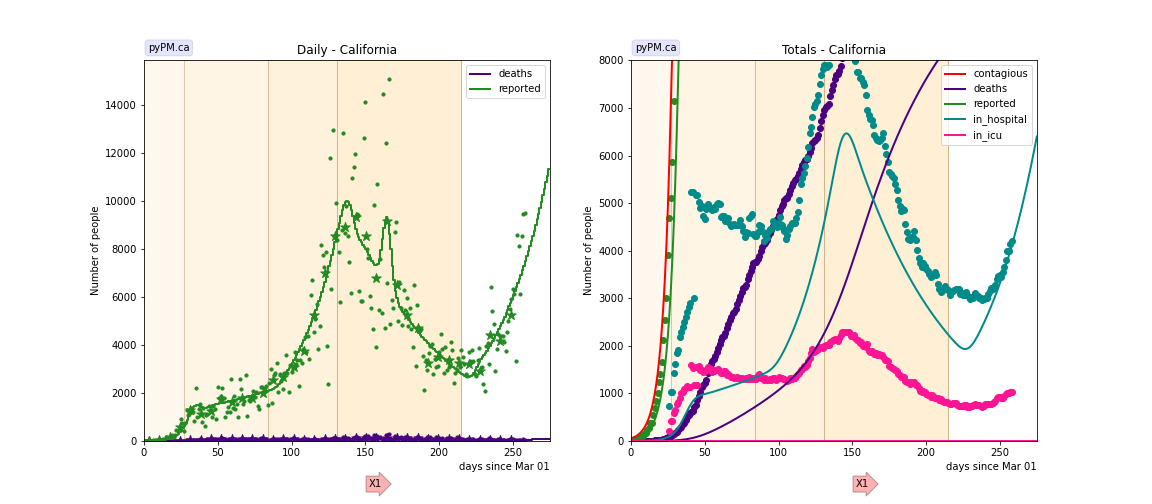 pyPM.ca
Daily - California
deaths
reported
14000
12000
10000
8000
6000
4000
2000
0
Number of people
0
50
100
150
200
250
days since Mar 01
X1
pyPM.ca
Totals - California
contagious
deaths
reported
in_hospital
in_icu
8000
7000
6000
5000
4000
3000
2000
1000
0
Number of people
0
50
100
150
200
250
days since Mar 01
X1